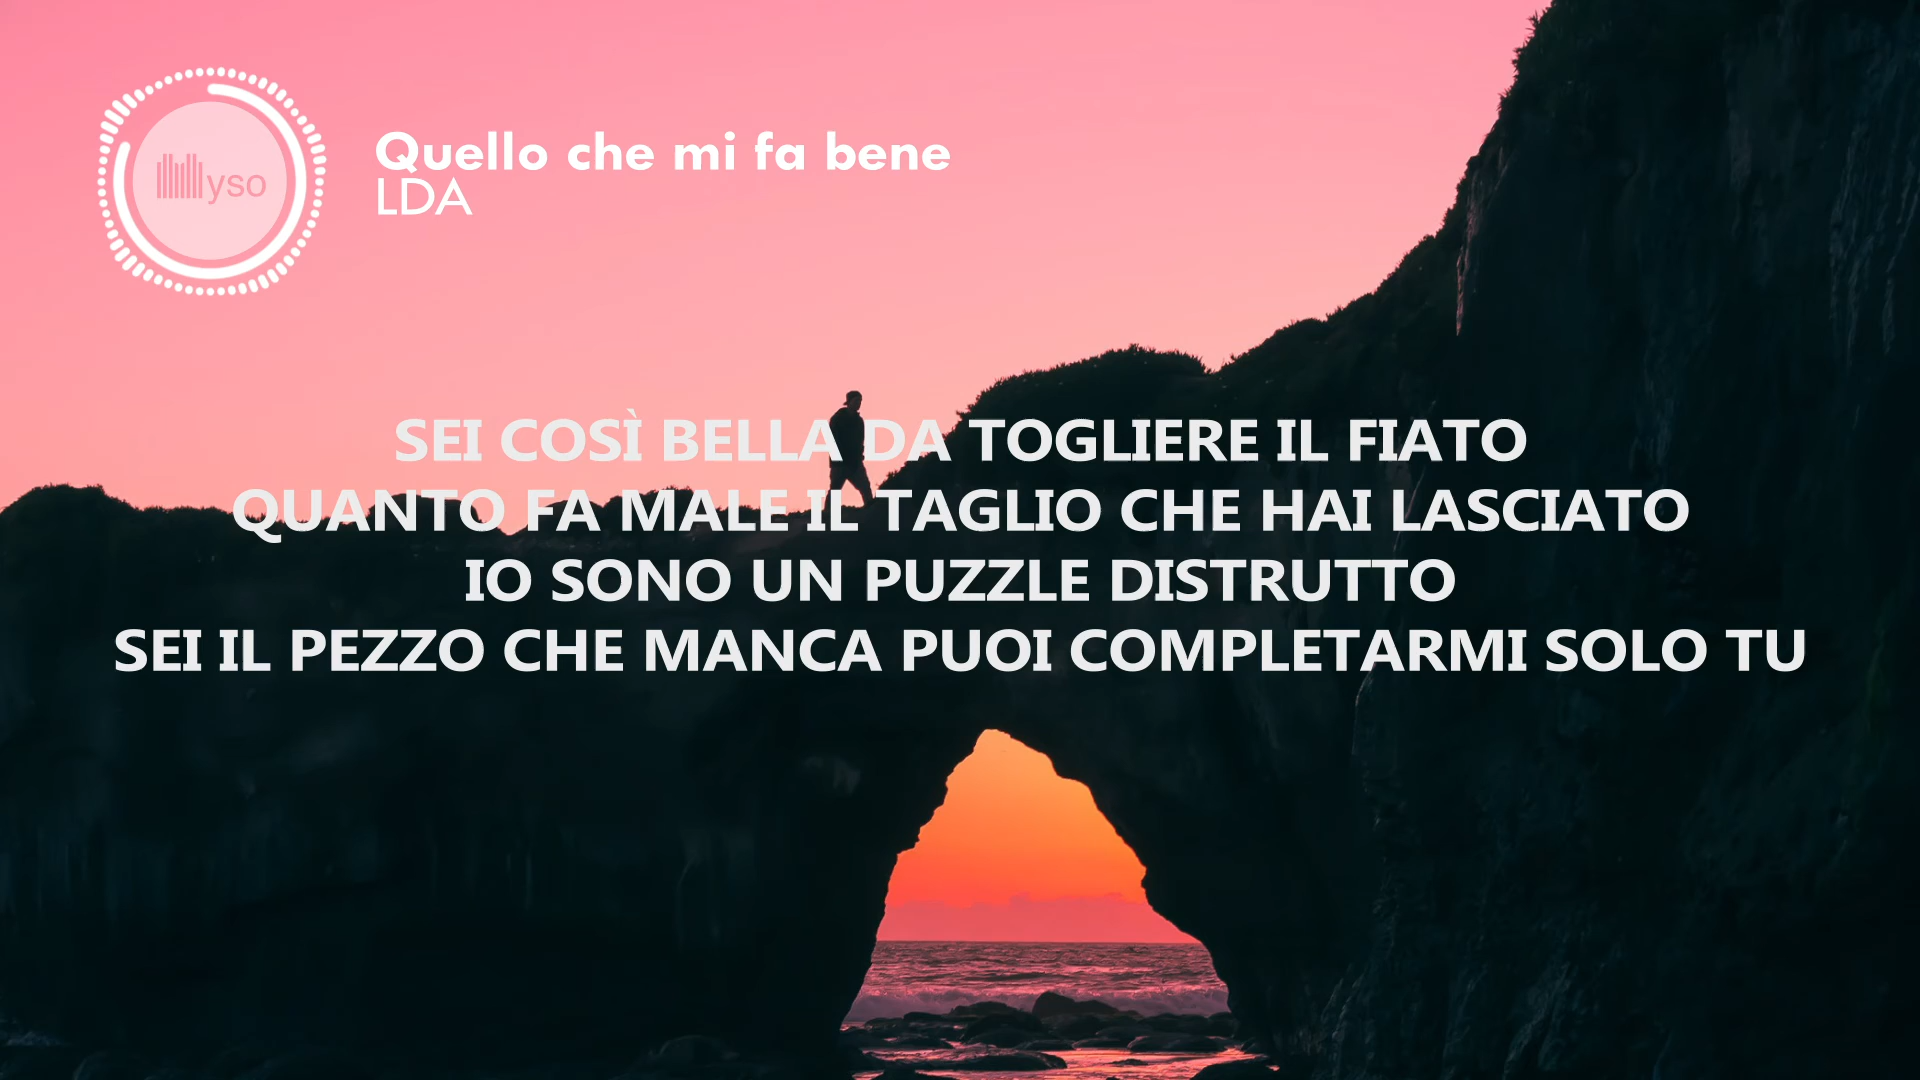 yso
Quello che mi fa bene
LDA
SEI COSÌ BELLA DA TOGLIERE IL FIATO
QUANTO FA MALE IL TAGLIO CHE HAI LASCIATO
IO SONO UN PUZZLE DISTRUTTO
SEI IL PEZZO CHE MANCA PUOI COMPLETARMI SOLO TU